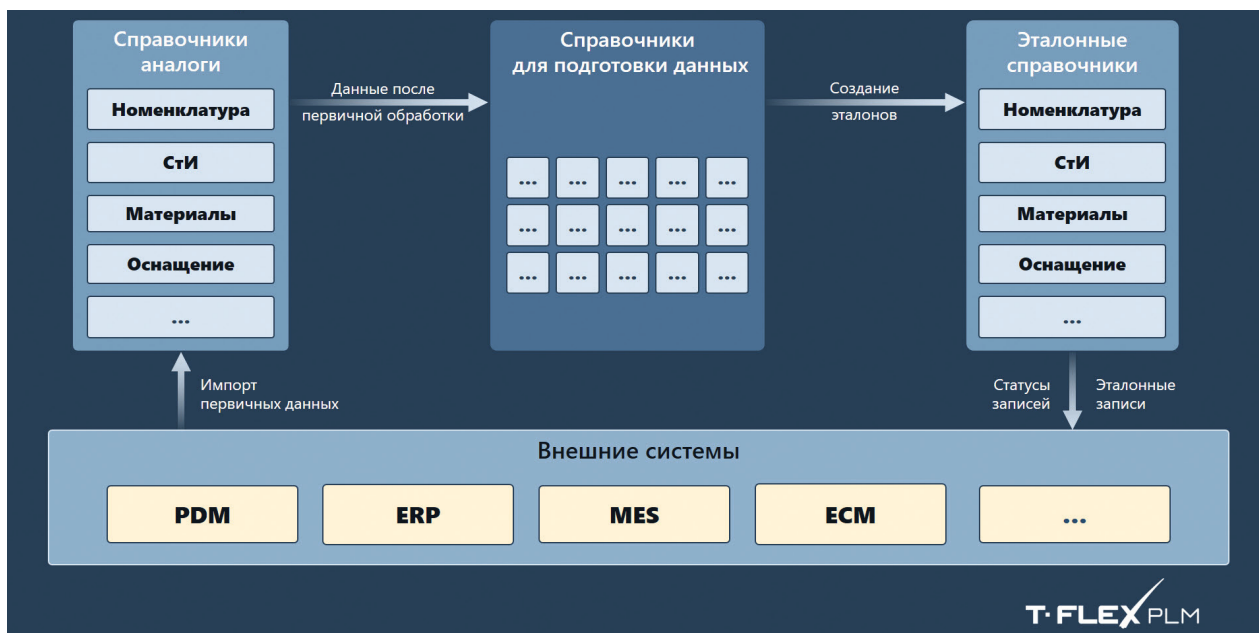 Справочники
аналоги
Номенклатура
СтИ
Материалы
Оснащение
...
Данные после
первичной обработки
Справочники
для подготовки данных
... ... ... ... ...
... ... ... ... ...
... ... ... ... ...
Создание
эталонов
Эталонные
справочники
Номенклатура
СтИ
Материалы
Оснащение
...
Импорт
первичных данных
Статусы
записей
Эталонные
записи
Внешние системы
PDM
ERP
MES
ECM
...
T-FLEX PLM